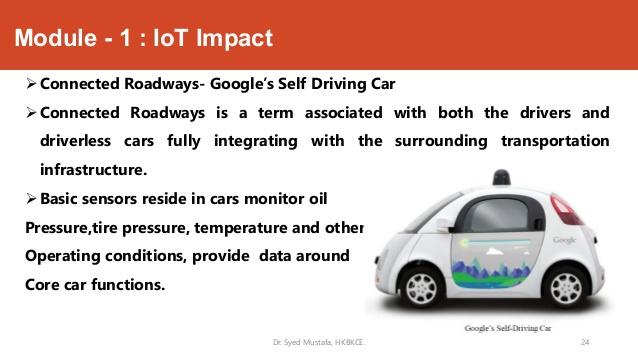 Module - 1 : IoT Impact
➢Connected Roadways- Google’s Self Driving Car
➢Connected Roadways is a term associated with both the drivers and
driverless cars fully integrating with the surrounding transportation
infrastructure.
➢Basic sensors reside in cars monitor oil
Pressure,tire pressure, temperature and other
Operating conditions, provide data around
Core car functions.
Google
Google’s Self-Driving Car
Dr. Syed Mustafa, HKBKCE.
24